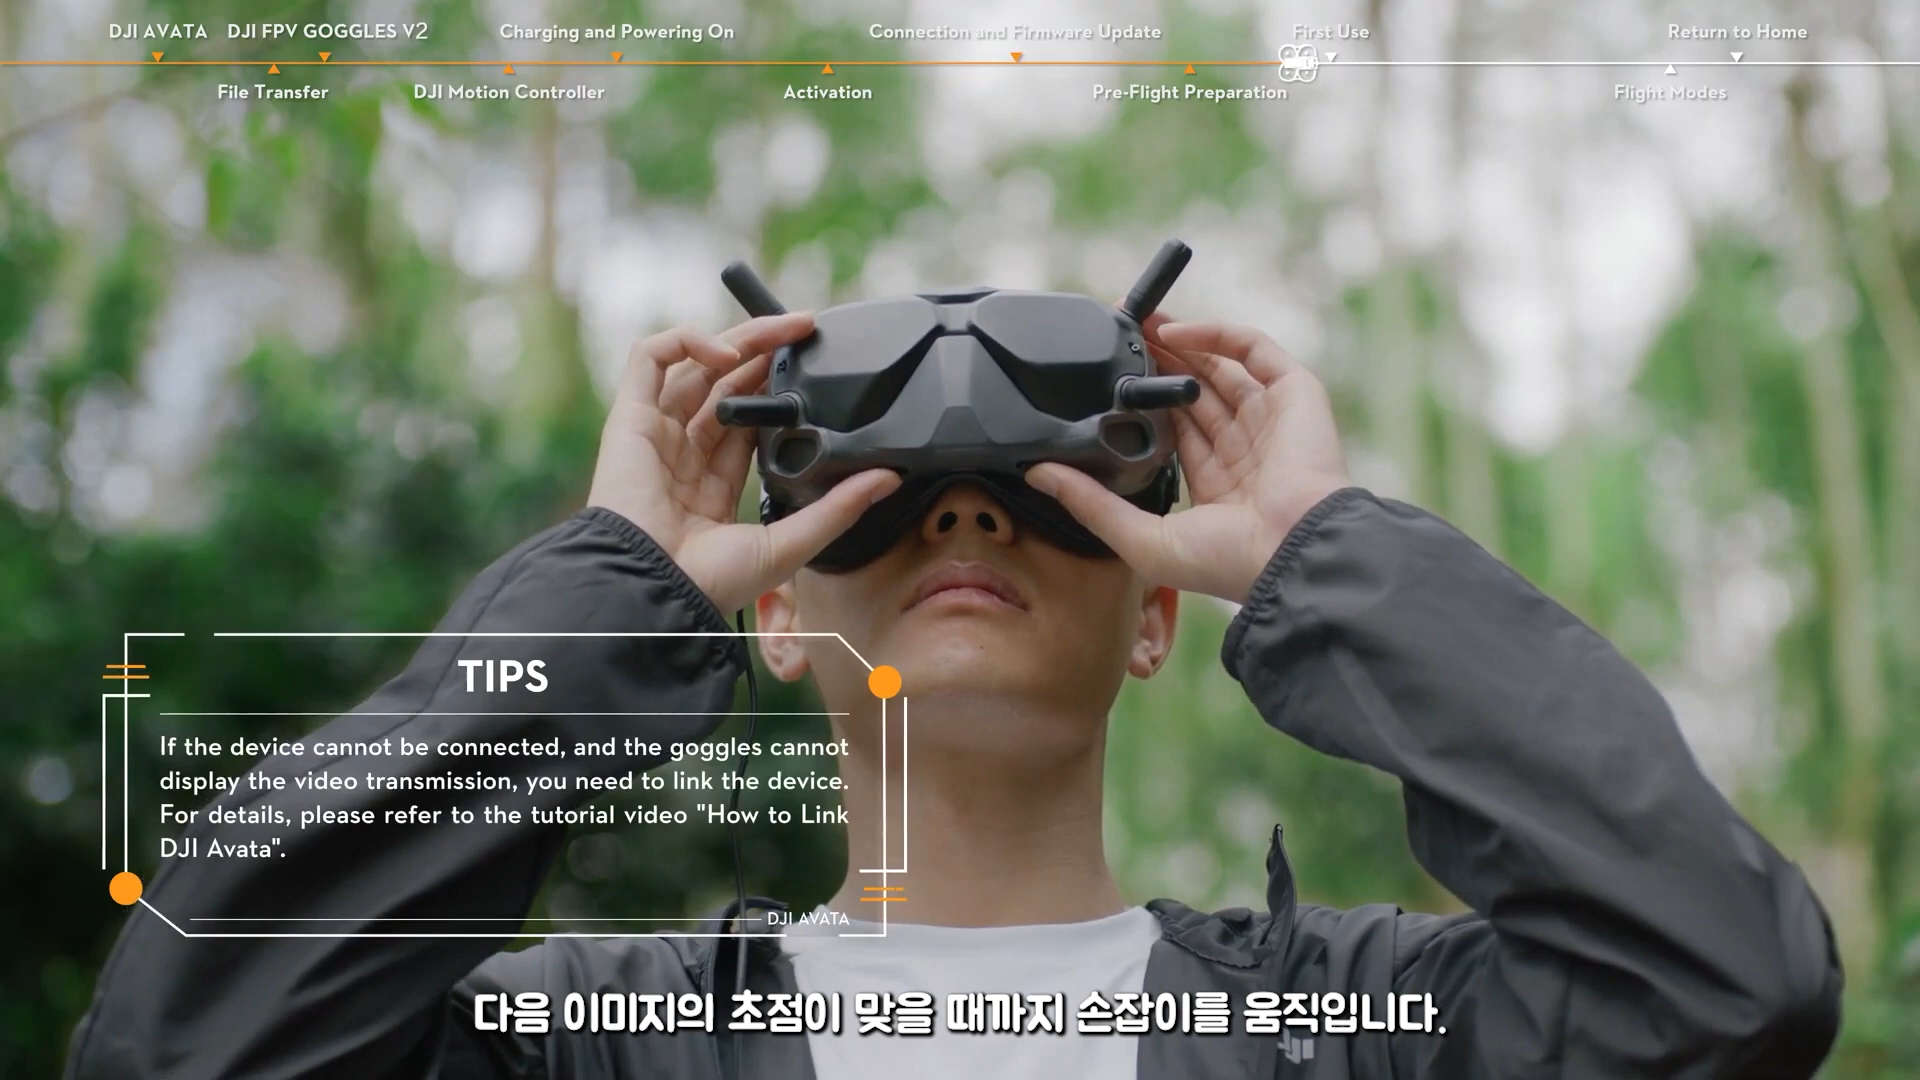 DJI AVATA DJI FPV GOGGLES V2 Charging and Powering On Connection and Firmware Update First Use Return to Home
File Transfer DJI Motion Controller Activation Pre-Flight Preparation Flight Modes
TIPS
If the device cannot be connected, and the goggles cannot
display the video transmission, you need to link the device.
For details, please refer to the tutorial video "How to Link
DJI Avata".
DJI AVATA
다음 이미지의 초점이 맞을 때까지 손잡이를 움직입니다.
dji